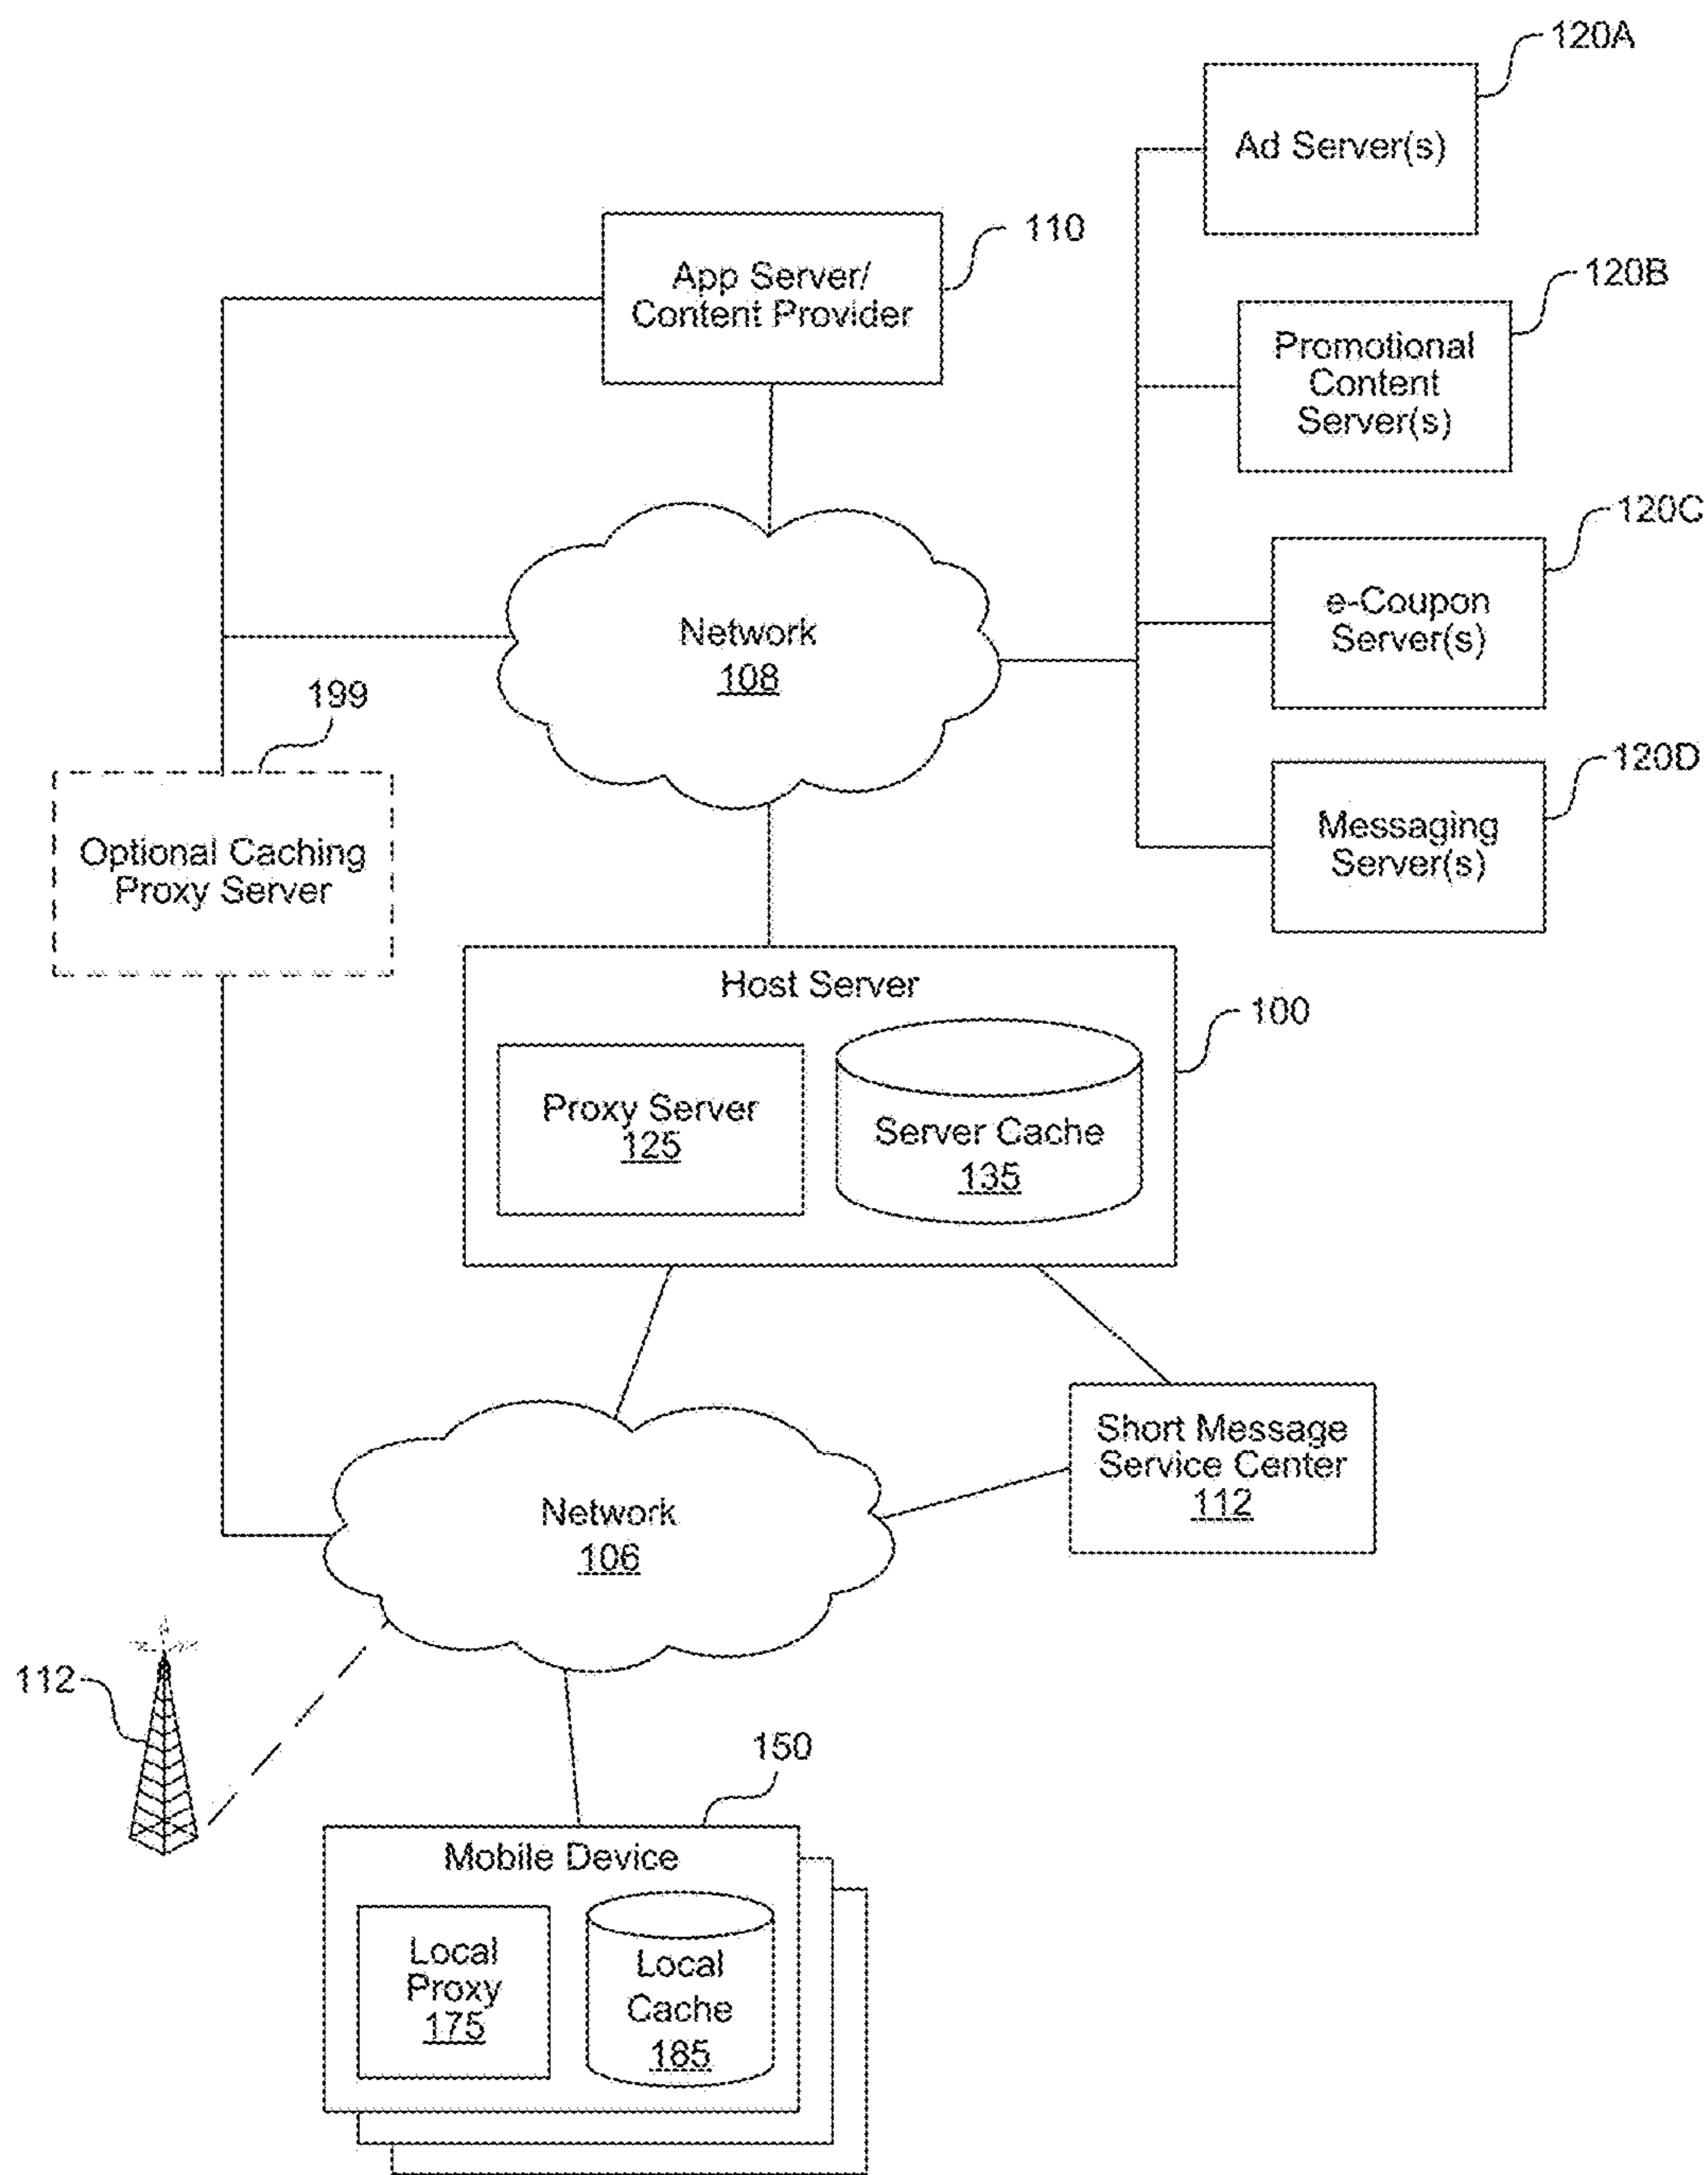 120A
Ad Server(s)
110
App Server/
Content Provider
120B
Promotional
Content
Server(s)
120C
e-Coupon
Server(s)
Network
108
199
120D
Messaging
Server(s)
Optional Caching
Proxy Server
Host Server
100
Proxy Server
125
Server Cache
135
Short Message
Service Center
112
Network
106
112
150
Mobile Device
Local
Proxy
175
Local
Cache
185